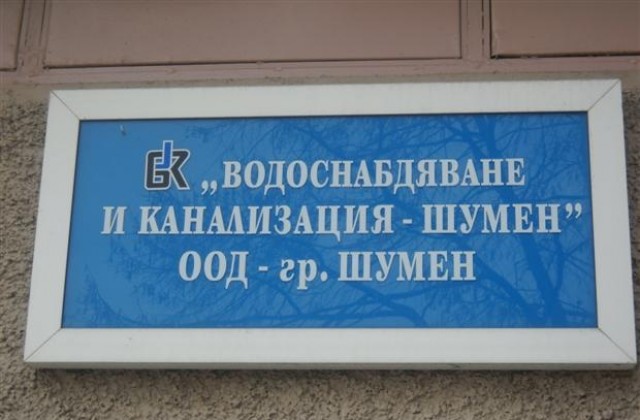 „ВОДОСНАБДЯВАНЕ
И КАНАЛИЗАЦИЯ - ШУМЕН”
ООД - гр. ШУМЕН